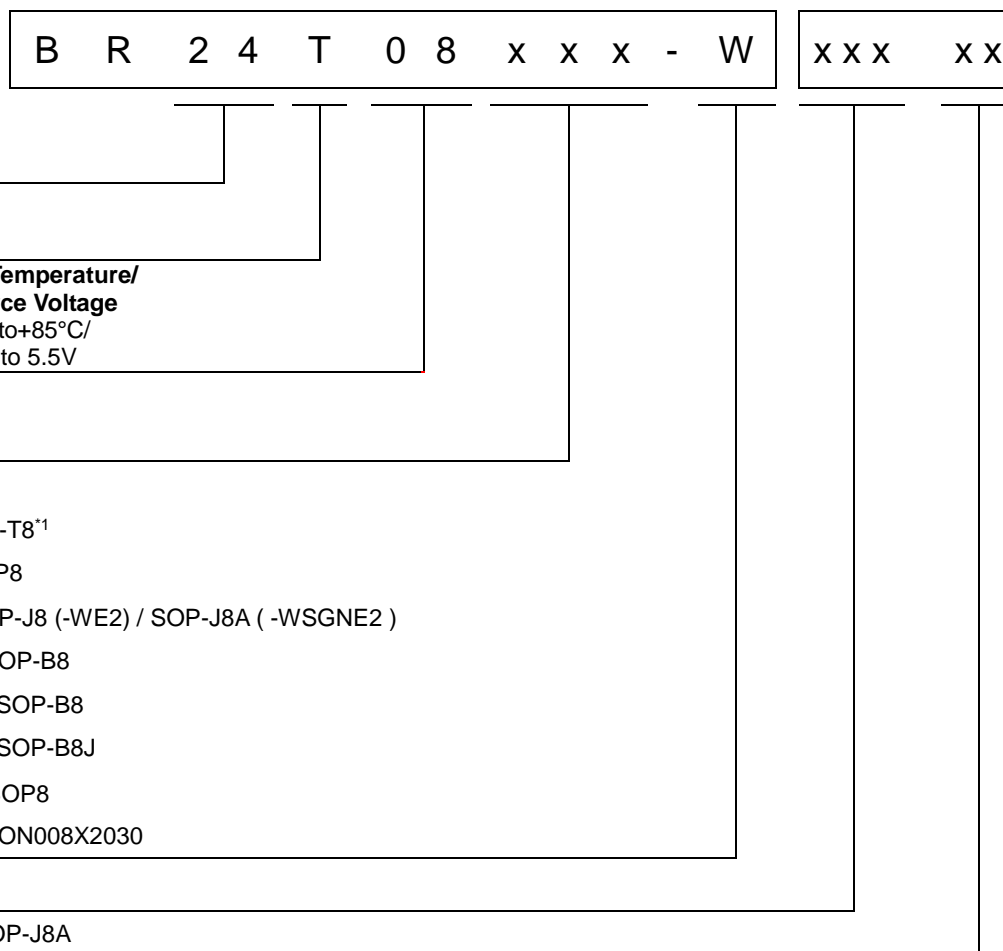 B R 2 4 T 0 8 x x x - W x x x x x
Temperature/
ce Voltage
to+85°C/
to 5.5V
-T8*1
P8
P-J8 (-WE2) / SOP-J8A ( -WSGNE2 )
OP-B8
SOP-B8
SOP-B8J
OP8
ON008X2030
OP-J8A